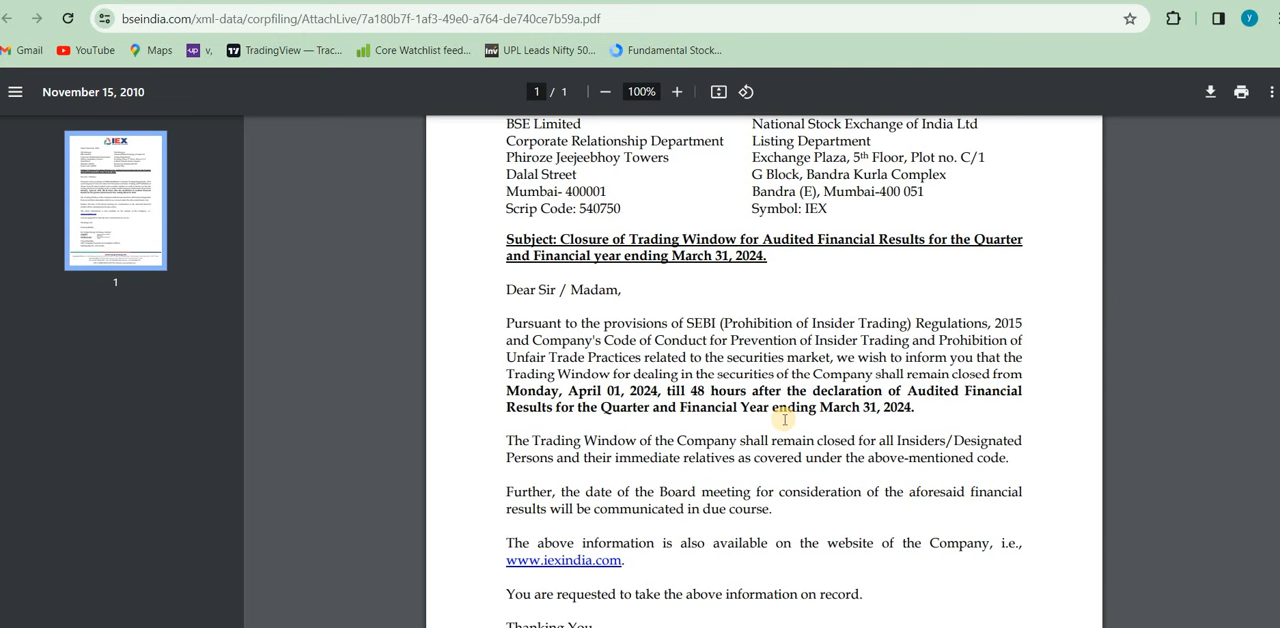 bseindia.com/xml-data/corpfiling/AttachLive/7a180b7f-1af3-49e0-a764-de740ce7b59a.pdf
y
Gmail YouTube Maps up v, TradingView — Trac... Core Watchlist feed... Inv UPL Leads Nifty 50... Fundamental Stock...
November 15, 2010
1 / 1 100%
IEX
1
BSE Limited National Stock Exchange of India Ltd
Corporate Relationship Department Listing Department
Phiroze Jeejeebhoy Towers Exchange Plaza, 5th Floor, Plot no. C/1
Dalal Street G Block, Bandra Kurla Complex
Mumbai- 400001 Bandra (E), Mumbai-400 051
Scrip Code: 540750 Symbol: IEX
Subject: Closure of Trading Window for Audited Financial Results for the Quarter
and financial year ending March 31, 2024.
Dear Sir / Madam,
Pursuant to the provisions of SEBI (Prohibition of Insider Trading) Regulations, 2015
and Company's Code of Conduct for Prevention of Insider Trading and Prohibition of
Unfair Trade Practices related to the securities market, we wish to inform you that the
Trading Window for dealing in the securities of the Company shall remain closed from
Monday, April 01, 2024, till 48 hours after the declaration of Audited Financial
Results for the Quarter and Financial Year ending March 31, 2024.
The Trading Window of the Company shall remain closed for all Insiders/Designated
Persons and their immediate relatives as covered under the above-mentioned code.
Further, the date of the Board meeting for consideration of the aforesaid financial
results will be communicated in due course.
The above information is also available on the website of the Company, i.e.,
www.iexindia.com.
You are requested to take the above information on record.
Thanking You